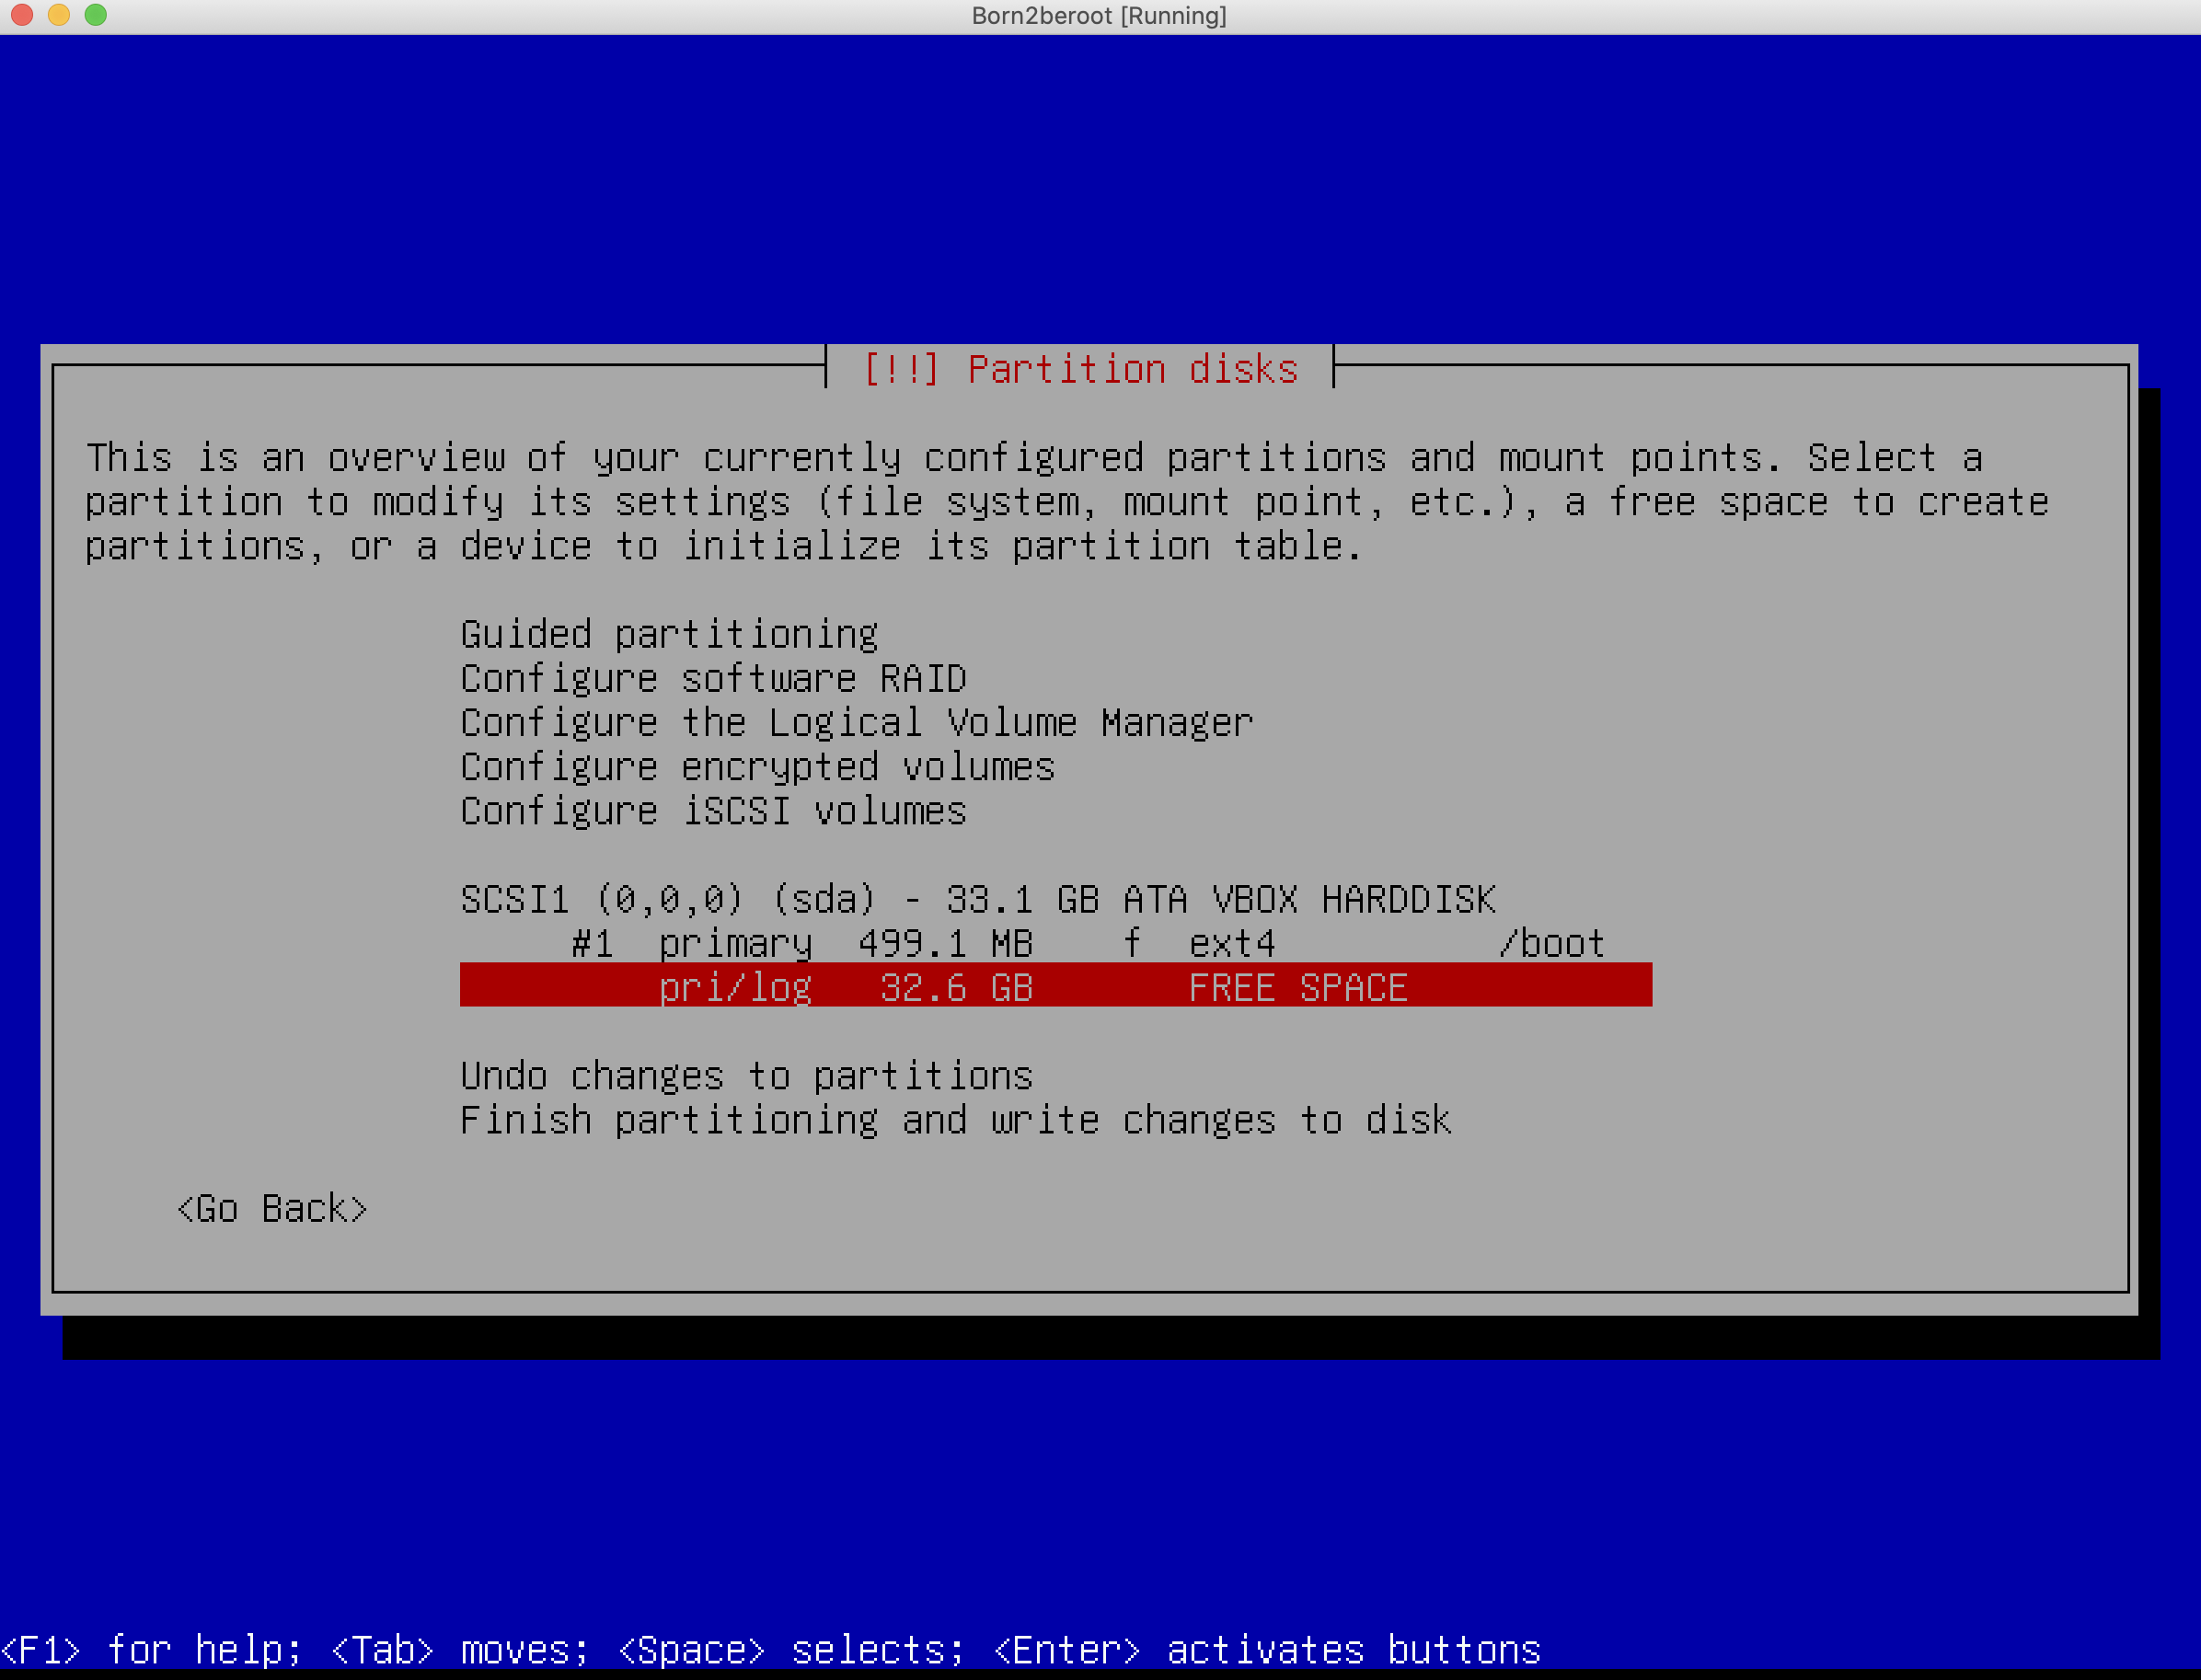 Born2beroot [Running]
[!!] Partition disks
This is an overview of your currently configured partitions and mount points. Select a
partition to modify its settings (file system, mount point, etc.), a free space to create
partitions, or a device to initialize its partition table.
Guided partitioning
Configure software RAID
Configure the Logical Volume Manager
Configure encrypted volumes
Configure iSCSI volumes
SCSI1 (0,0,0) (sda) - 33.1 GB ATA VBOX HARDDISK
#1 primary 499.1 MB f ext4 /boot
pri/log 32.6 GB FREE SPACE
Undo changes to partitions
Finish partitioning and write changes to disk
<Go Back>
<F1> for help; <Tab> moves; <Space> selects; <Enter> activates buttons